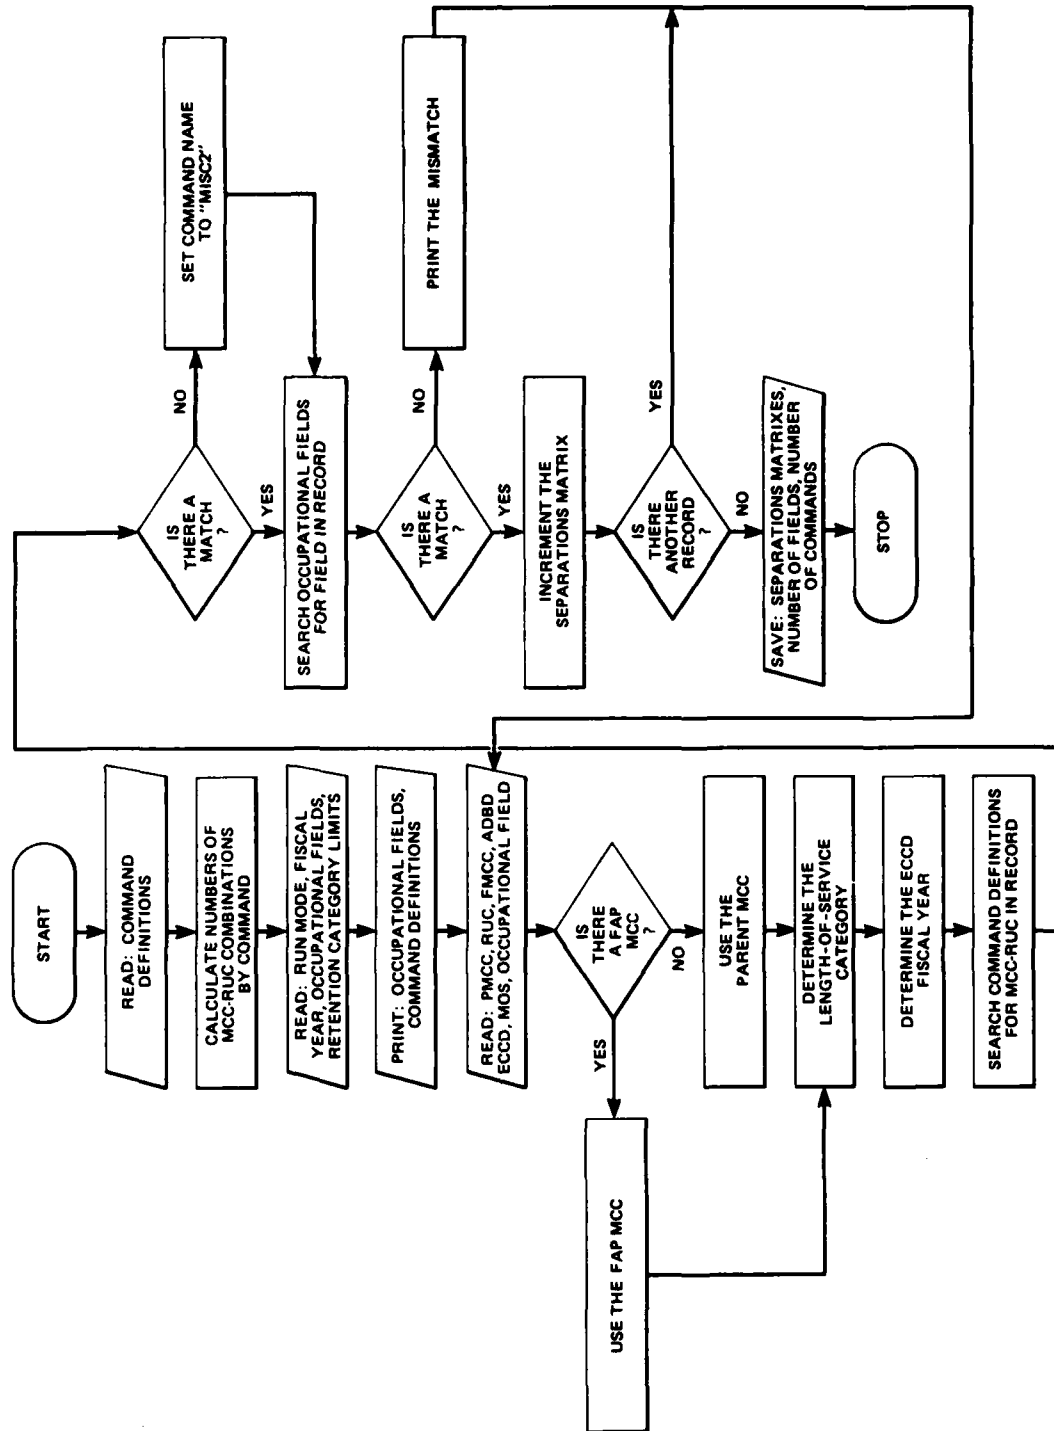 START
READ: COMMAND
DEFINITIONS
CALCULATE NUMBERS OF
MCC-RUC COMBINATIONS
BY COMMAND
READ: RUN MODE, FISCAL
YEAR, OCCUPATIONAL FIELDS,
RETENTION CATEGORY LIMITS
PRINT: OCCUPATIONAL FIELDS,
COMMAND DEFINITIONS
READ: PMCC, RUC, FMCC, ADBD
ECCD, MOS, OCCUPATIONAL FIELD
IS
THERE
A FAP
MCC
?
YES
NO
USE THE FAP MCC
USE THE
PARENT MCC
DETERMINE THE
LENGTH-OF-SERVICE
CATEGORY
DETERMINE THE ECCD
FISCAL YEAR
SEARCH COMMAND DEFINITIONS
FOR MCC-RUC IN RECORD
IS
THERE A
MATCH
?
NO
YES
SET COMMAND NAME
TO "MISC2"
SEARCH OCCUPATIONAL FIELDS
FOR FIELD IN RECORD
IS
THERE A
MATCH
?
NO
YES
PRINT THE MISMATCH
INCREMENT THE
SEPARATIONS MATRIX
IS
THERE
ANOTHER
RECORD
?
YES
NO
SAVE: SEPARATIONS MATRIXES,
NUMBER OF FIELDS, NUMBER
OF COMMANDS
STOP